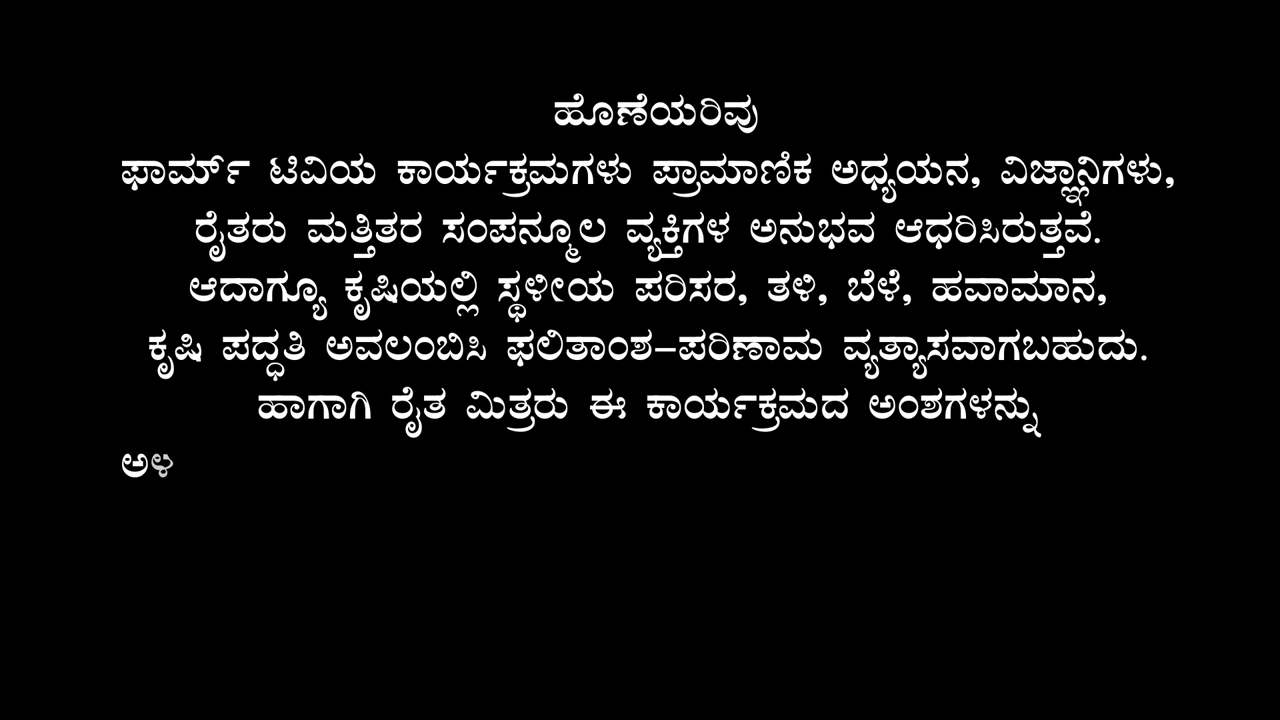 ಹೊಣೆಯರಿವು
ಫಾರ್ಮ್ ಟಿವಿಯ ಕಾರ್ಯಕ್ರಮಗಳು ಪ್ರಾಮಾಣಿಕ ಅಧ್ಯಯನ, ವಿಜ್ಞಾನಿಗಳು,
ರೈತರು ಮತ್ತಿತರ ಸಂಪನ್ಮೂಲ ವ್ಯಕ್ತಿಗಳ ಅನುಭವ ಆಧರಿಸಿರುತ್ತವೆ.
ಆದಾಗ್ಯೂ ಕೃಷಿಯಲ್ಲಿ ಸ್ಥಳೀಯ ಪರಿಸರ, ತಳಿ, ಬೆಳೆ, ಹವಾಮಾನ,
ಕೃಷಿ ಪದ್ಧತಿ ಅವಲಂಬಿಸಿ ಫಲಿತಾಂಶ-ಪರಿಣಾಮ ವ್ಯತ್ಯಾಸವಾಗಬಹುದು.
ಹಾಗಾಗಿ ರೈತ ಮಿತ್ರರು ಈ ಕಾರ್ಯಕ್ರಮದ ಅಂಶಗಳನ್ನು
ಅಳ